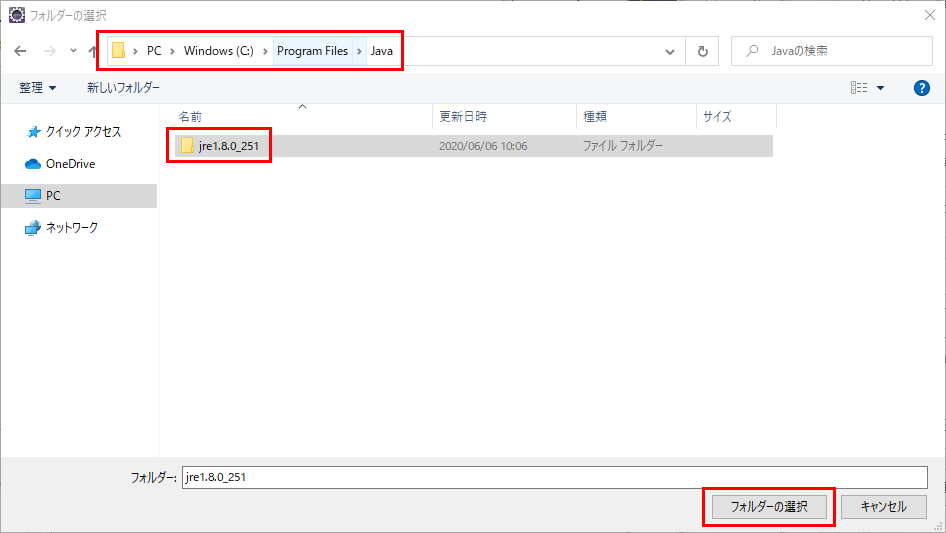 フォルダーの選択
PC > Windows (C:) > Program Files > Java
Javaの検索
整理 新しいフォルダー
名前 更新日時 種類 サイズ
クイック アクセス
OneDrive
PC
ネットワーク
jre1.8.0_251 2020/06/06 10:06 ファイル フォルダー
フォルダー: jre1.8.0_251
フォルダーの選択 キャンセル